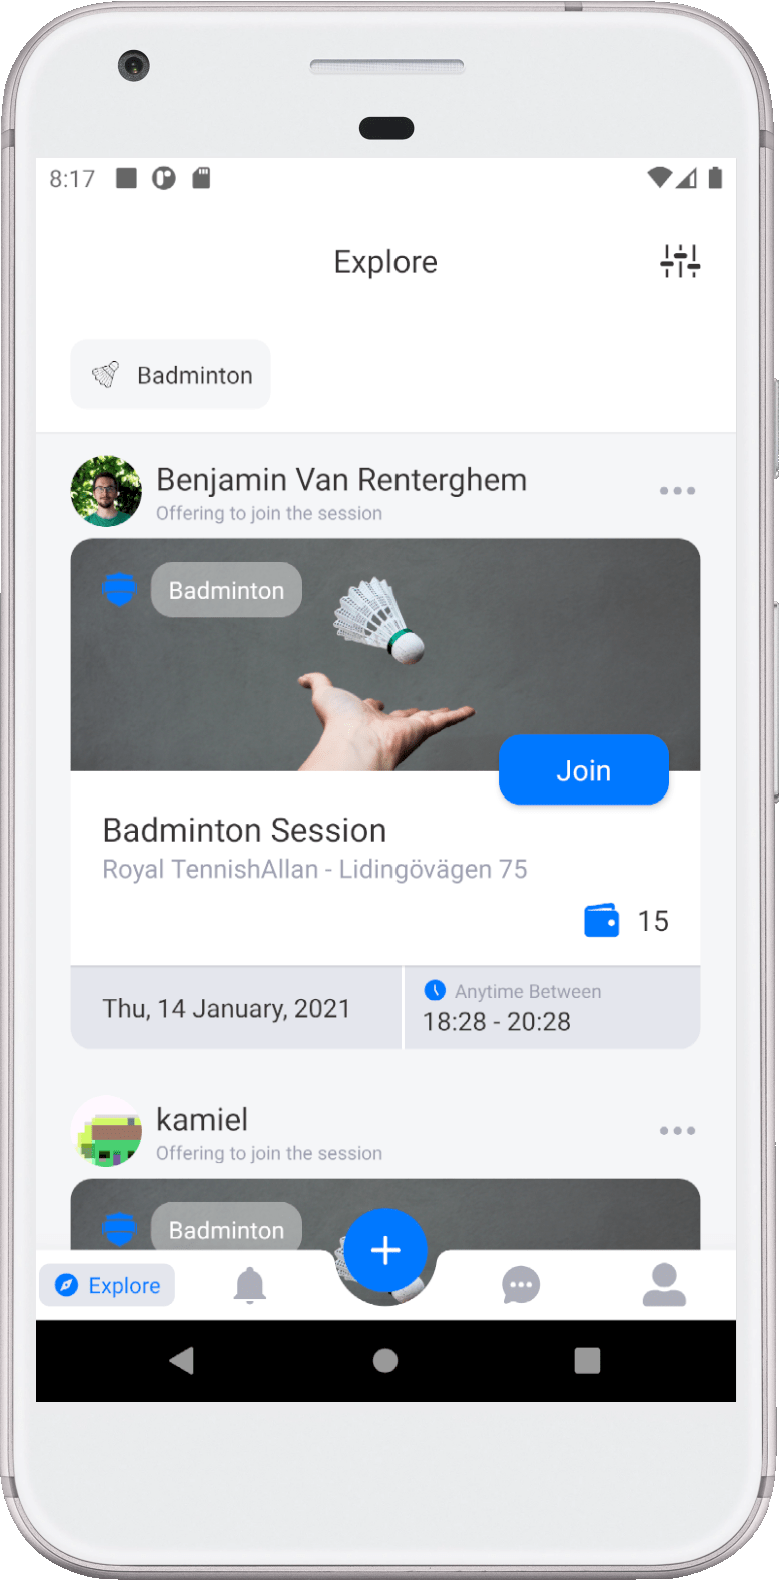 8:17
Explore
Badminton
Benjamin Van Renterghem
Offering to join the session
Badminton
Join
Badminton Session
Royal TennishAllan - Lidingövägen 75
15
Thu, 14 January, 2021
Anytime Between
18:28 - 20:28
kamiel
Offering to join the session
Badminton
Explore